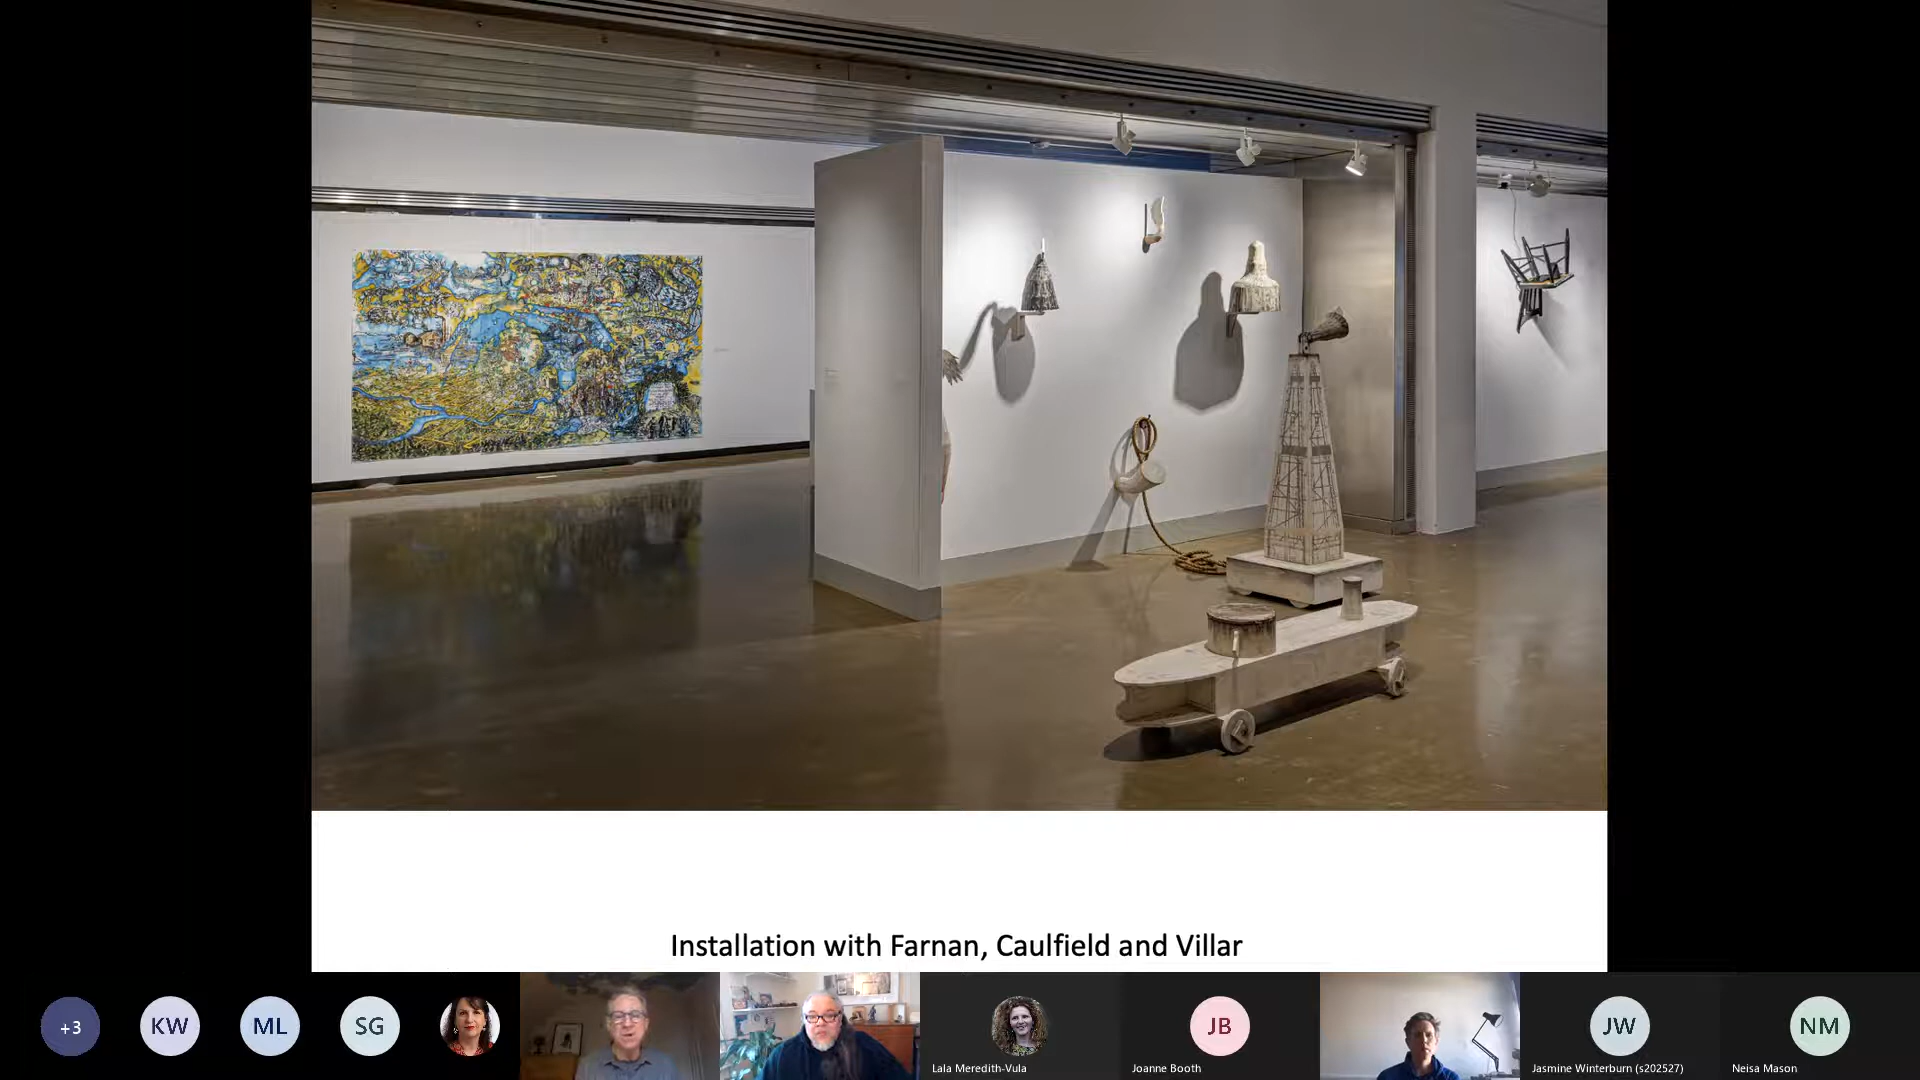 Installation with Farnan, Caulfield and Villar
+3
KW
ML
SG
Lala Meredith-Vula
JB
Joanne Booth
JW
Jasmine Winterburn (s202527)
NM
Neisa Mason